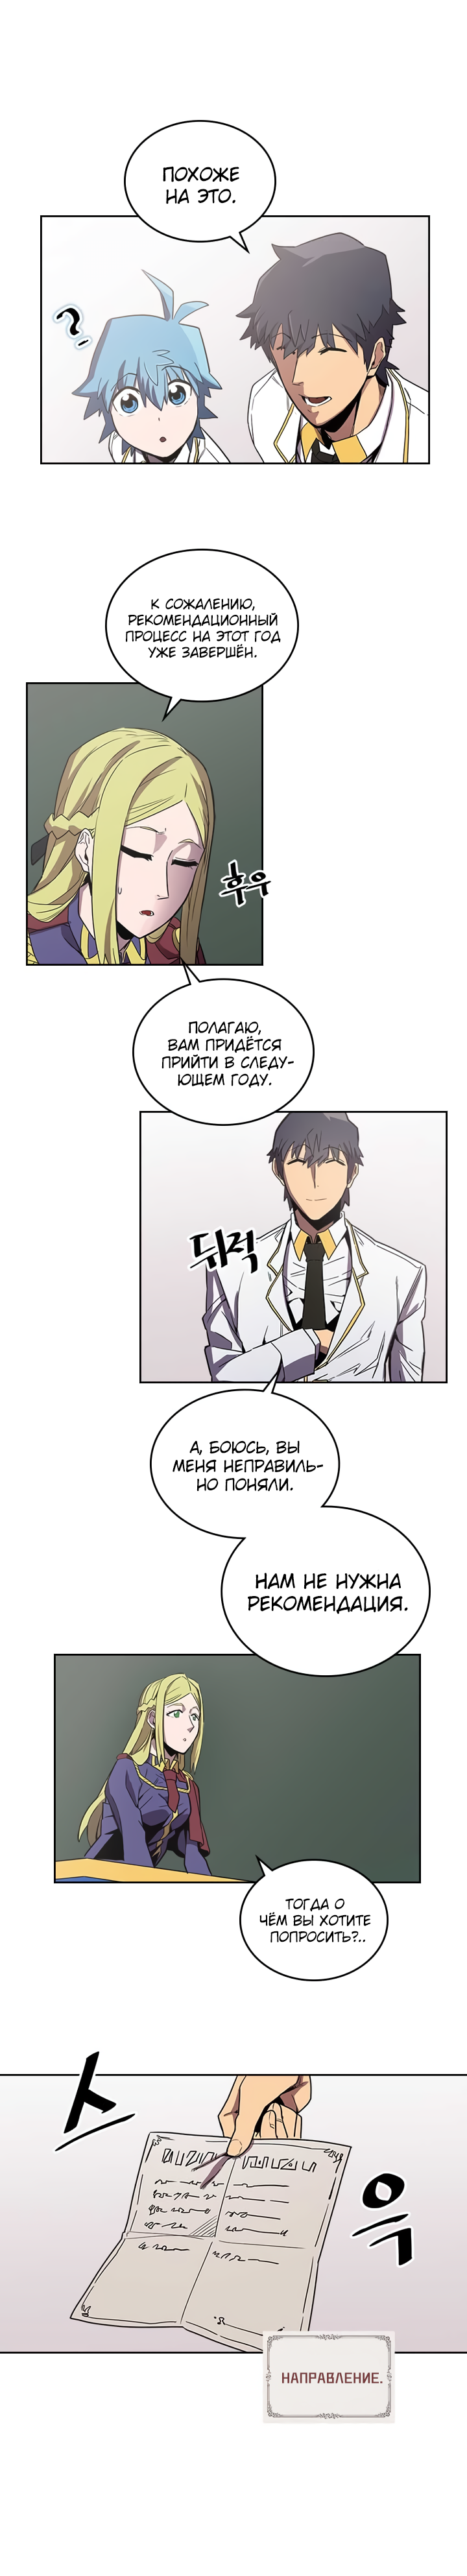 ПОХОЖЕ
НА ЭТО.
?
К СОЖАЛЕНИЮ,
РЕКОМЕНДАЦИОННЫЙ
ПРОЦЕСС НА ЭТОТ ГОД
УЖЕ ЗАВЕРШЁН.
후우
ПОЛАГАЮ,
ВАМ ПРИДЁТСЯ
ПРИЙТИ В СЛЕДУ-
ЮЩЕМ ГОДУ.
뒤적
А, БОЮСЬ, ВЫ
МЕНЯ НЕПРАВИЛЬ-
НО ПОНЯЛИ.
НАМ НЕ НУЖНА
РЕКОМЕНДАЦИЯ.
ТОГДА О
ЧЁМ ВЫ ХОТИТЕ
ПОПРОСИТЬ?..
스
윽
НАПРАВЛЕНИЕ.